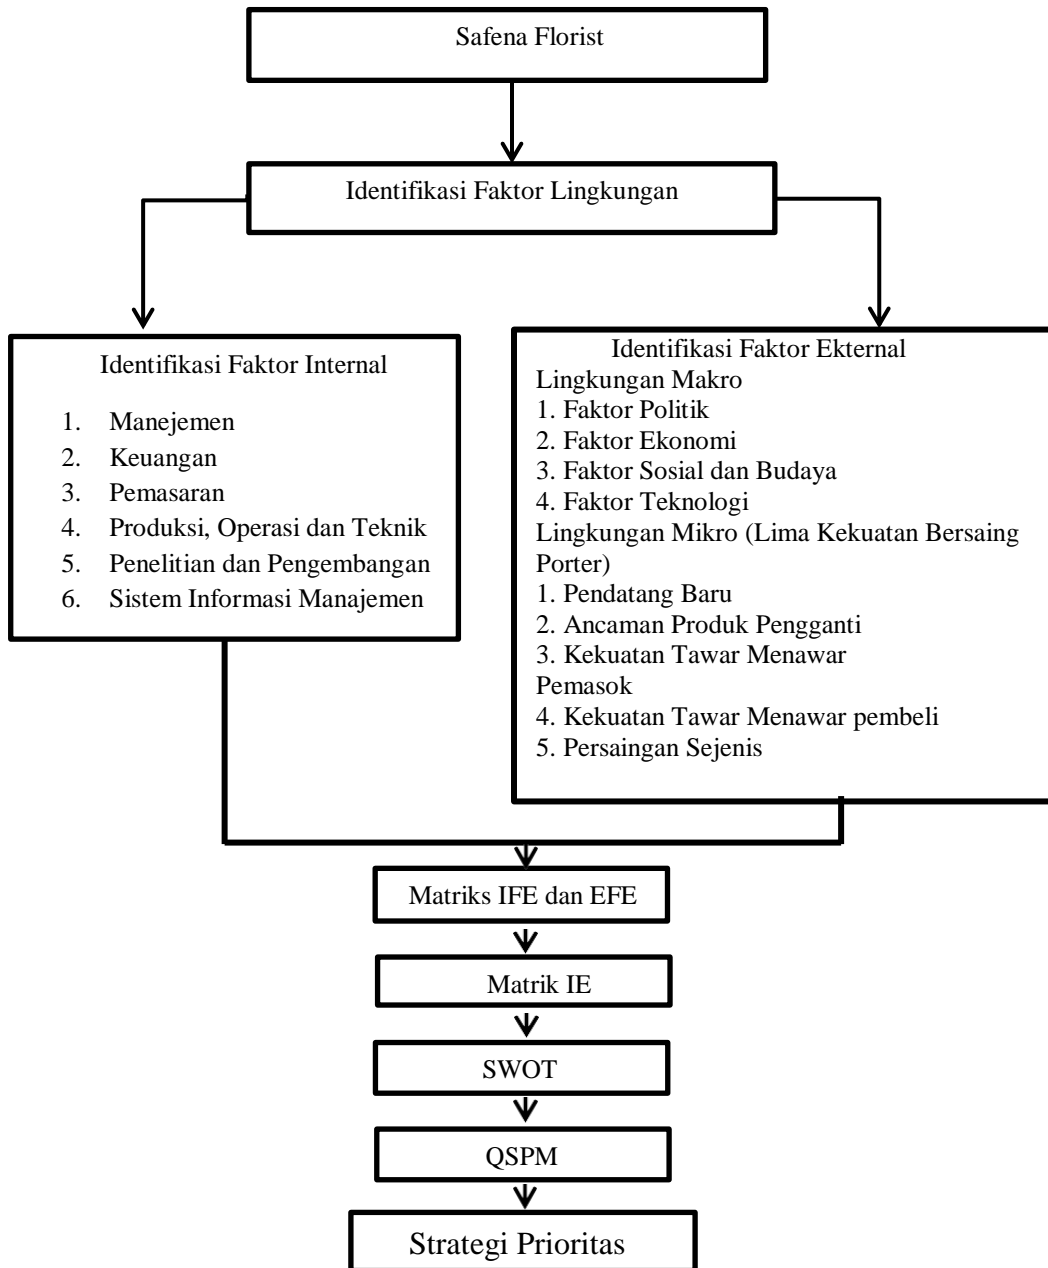 Safena Florist
Identifikasi Faktor Lingkungan
Identifikasi Faktor Internal
1. Manejemen
2. Keuangan
3. Pemasaran
4. Produksi, Operasi dan Teknik
5. Penelitian dan Pengembangan
6. Sistem Informasi Manajemen
Identifikasi Faktor Ekternal
Lingkungan Makro
1. Faktor Politik
2. Faktor Ekonomi
3. Faktor Sosial dan Budaya
4. Faktor Teknologi
Lingkungan Mikro (Lima Kekuatan Bersaing
Porter)
1. Pendatang Baru
2. Ancaman Produk Pengganti
3. Kekuatan Tawar Menawar
Pemasok
4. Kekuatan Tawar Menawar pembeli
5. Persaingan Sejenis
Matriks IFE dan EFE
Matrik IE
SWOT
QSPM
Strategi Prioritas